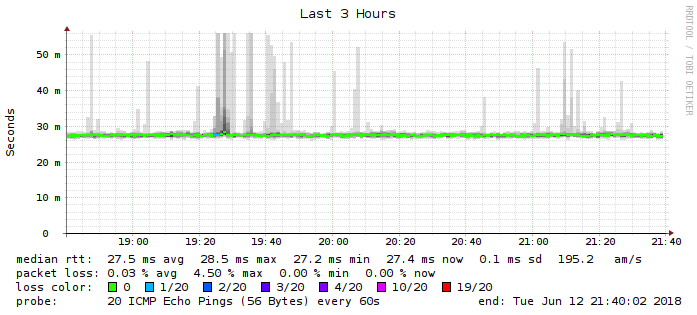 Last 3 Hours
RRDTOOL / TOBI OETIKER
Seconds
50 m
40 m
30 m
20 m
10 m
0
19:00 19:20 19:40 20:00 20:20 20:40 21:00 21:20 21:40
median rtt: 27.5 ms avg 28.5 ms max 27.2 ms min 27.4 ms now 0.1 ms sd 195.2 am/s
packet loss: 0.03 % avg 4.50 % max 0.00 % min 0.00 % now
loss color: 0 1/20 2/20 3/20 4/20 10/20 19/20
probe: 20 ICMP Echo Pings (56 Bytes) every 60s end: Tue Jun 12 21:40:02 2018